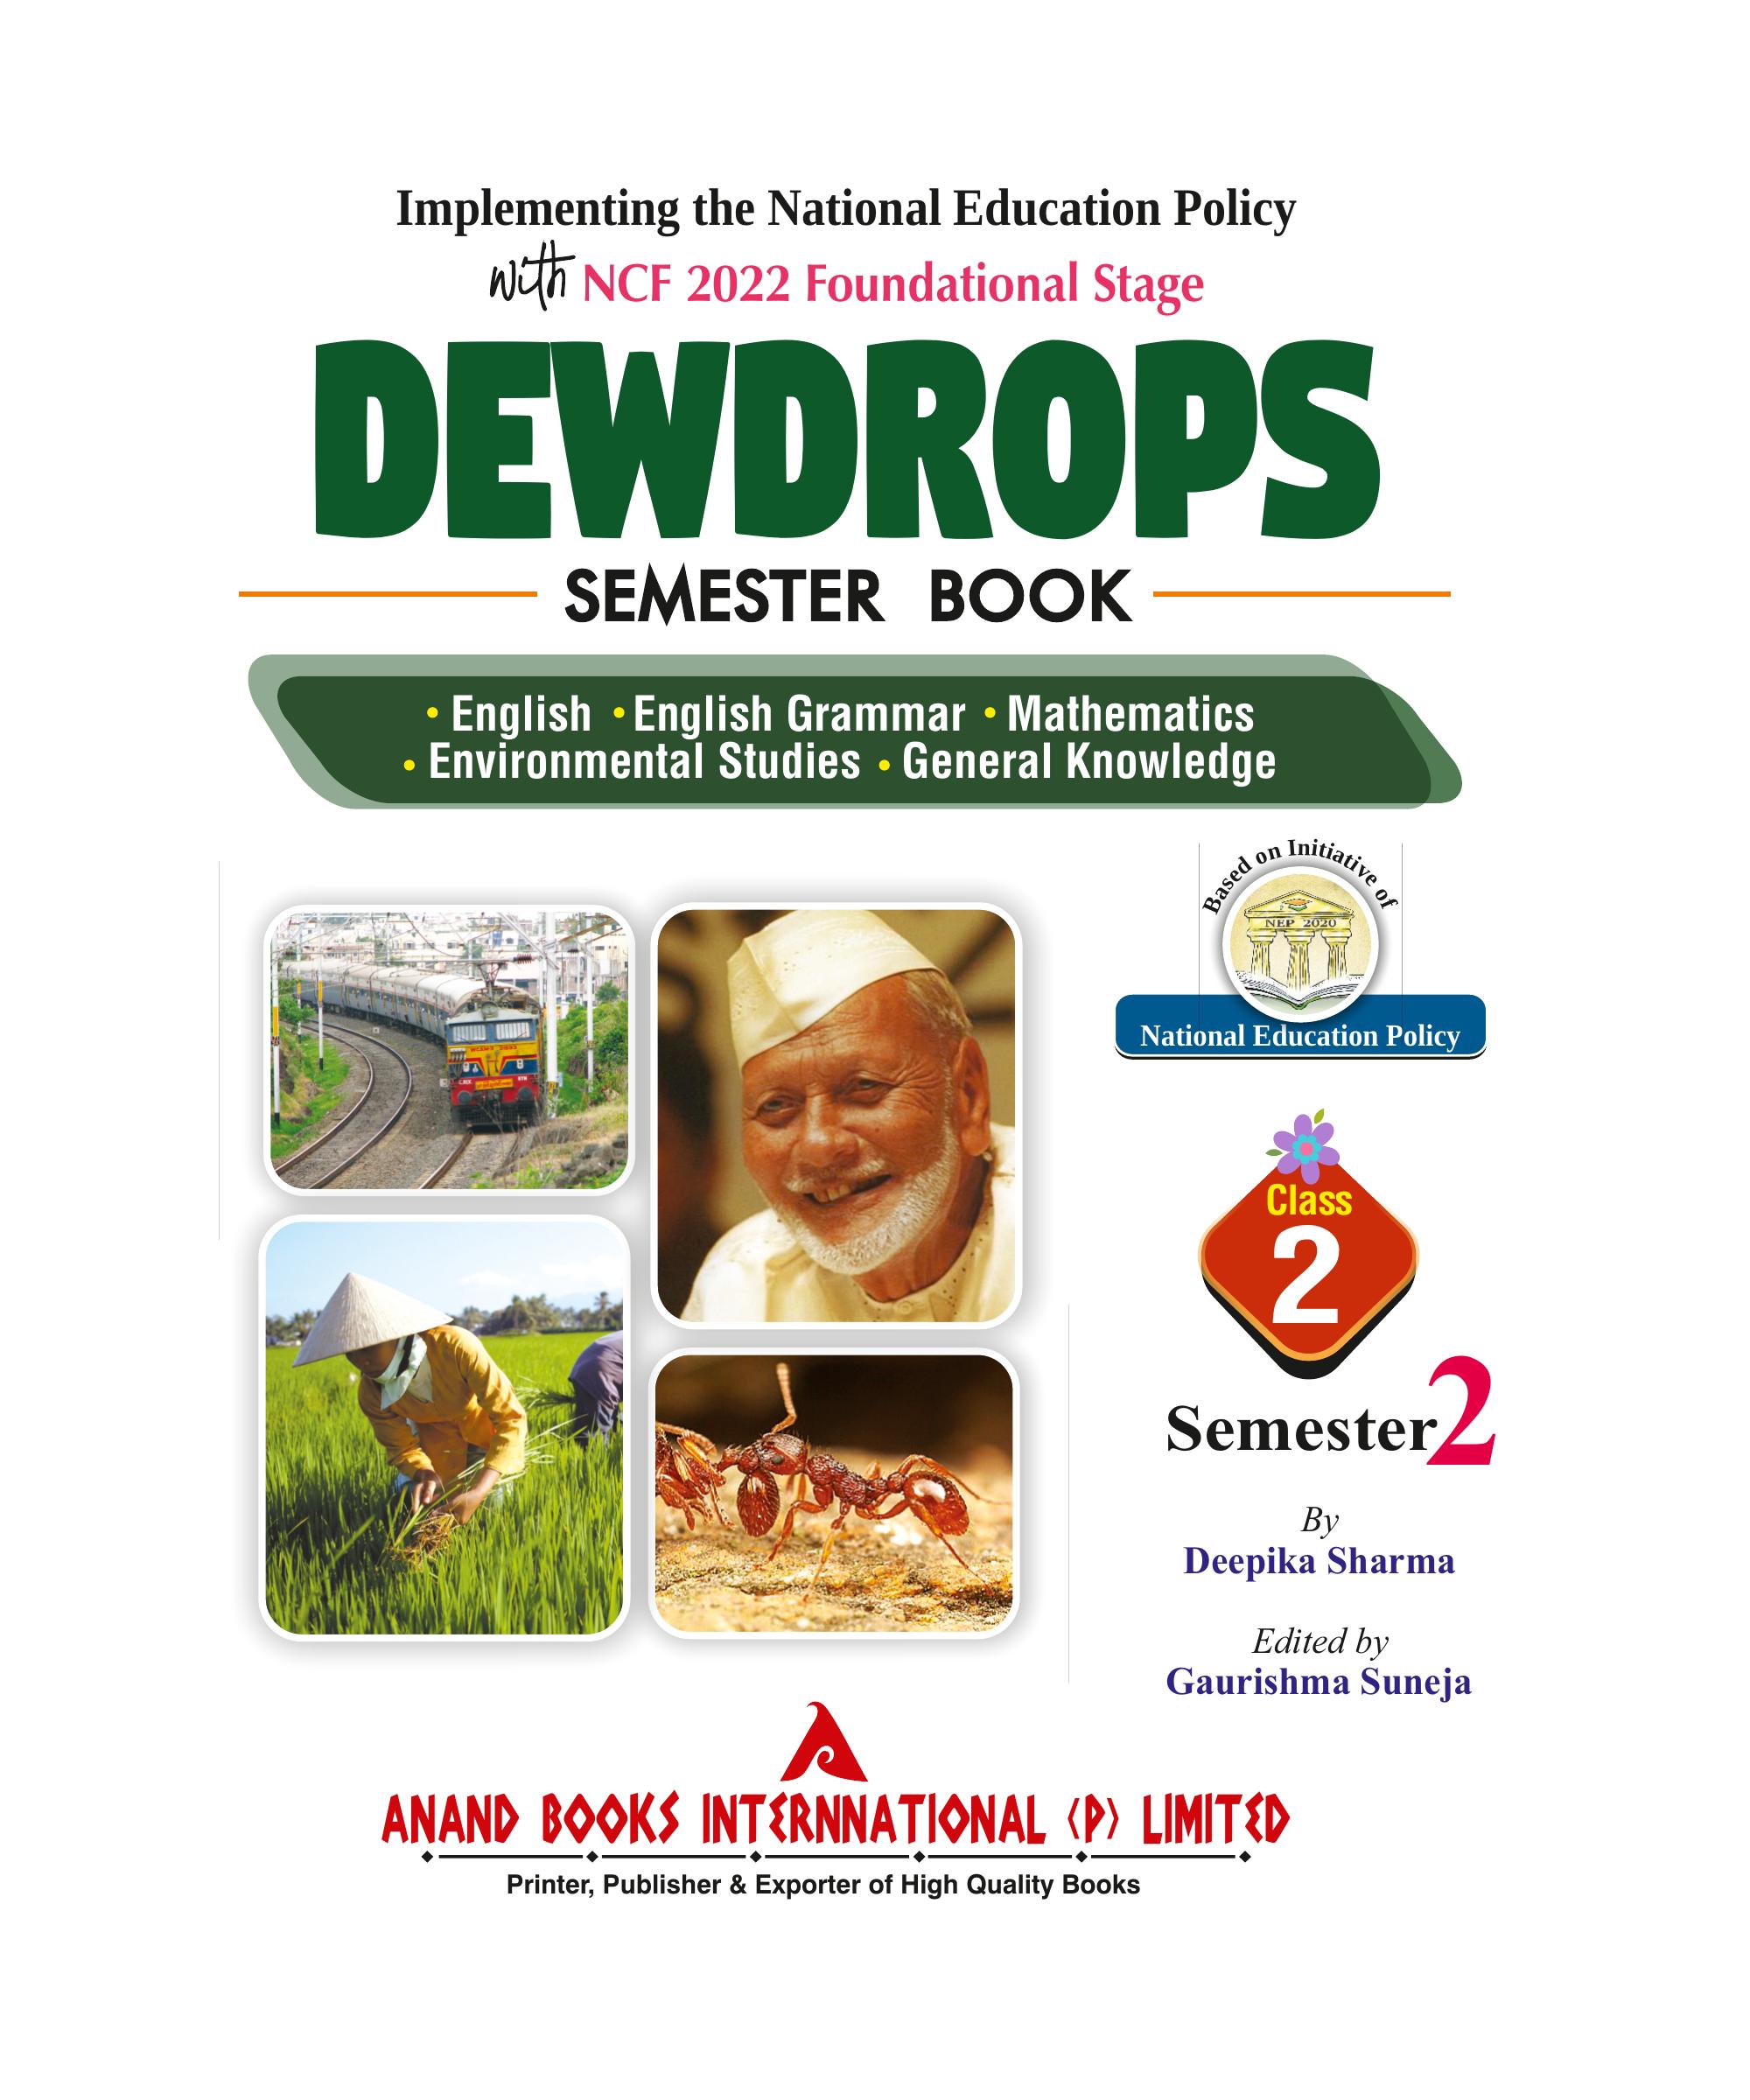 Implementing the National Education Policy
with NCF 2022 Foundational Stage
DEWDROPS
SEMESTER BOOK
• English • English Grammar • Mathematics
• Environmental Studies • General Knowledge
Based on Initiative of
NEP 2020
National Education Policy
Class
2
Semester 2
By
Deepika Sharma
Edited by
Gaurishma Suneja
ANAND BOOKS INTERNNATIONAL (P) LIMITED
Printer, Publisher & Exporter of High Quality Books